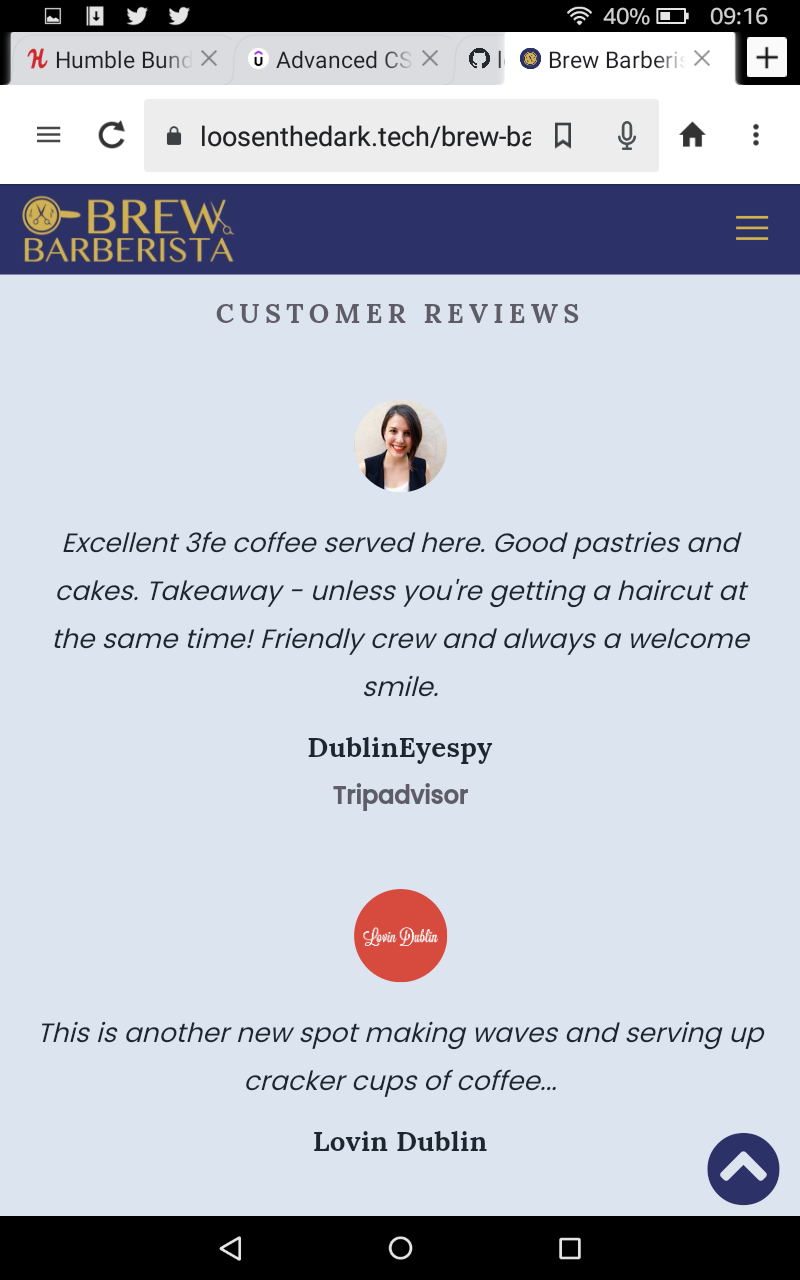 40% 09:16
Humble Bund
Advanced CS
Brew Barberis
loosenthedark.tech/brew-ba
BREW
BARBERISTA
CUSTOMER REVIEWS
Excellent 3fe coffee served here. Good pastries and
cakes. Takeaway - unless you're getting a haircut at
the same time! Friendly crew and always a welcome
smile.
DublinEyespy
Tripadvisor
Lovin Dublin
This is another new spot making waves and serving up
cracker cups of coffee...
Lovin Dublin